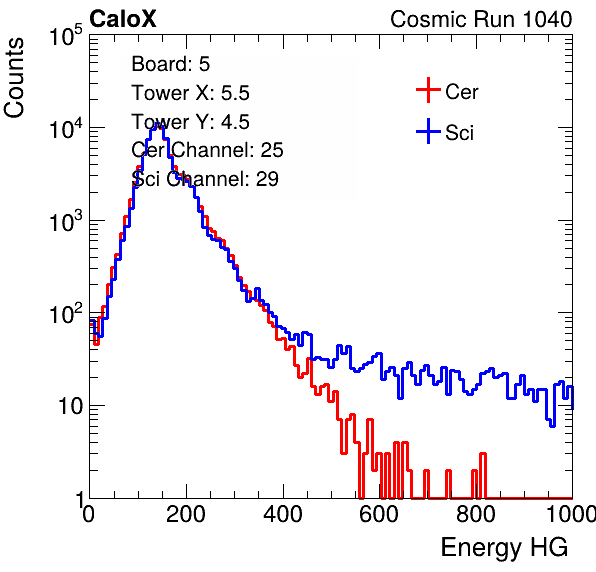 CaloX Cosmic Run 1040
Counts
10^5
10^4
10^3
10^2
10
1
Board: 5
Tower X: 5.5
Tower Y: 4.5
Cer Channel: 25
Sci Channel: 29
Cer
Sci
0 200 400 600 800 1000
Energy HG